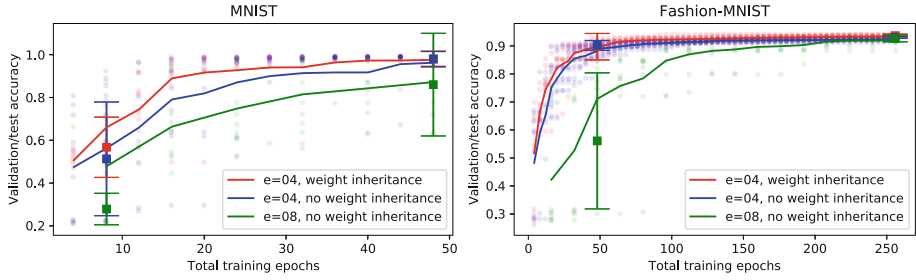 MNIST
Validation/test accuracy
1.0
0.8
0.6
0.4
0.2
10
20
30
40
50
Total training epochs
e=04, weight inheritance
e=04, no weight inheritance
e=08, no weight inheritance
Fashion-MNIST
Validation/test accuracy
0.9
0.8
0.7
0.6
0.5
0.4
0.3
0
50
100
150
200
250
Total training epochs
e=04, weight inheritance
e=04, no weight inheritance
e=08, no weight inheritance